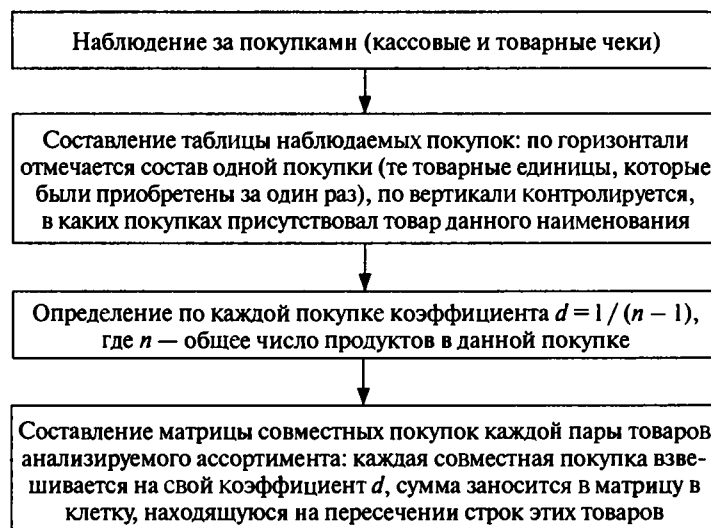 Наблюдение за покупками (кассовые и товарные чеки)
Составление таблицы наблюдаемых покупок: по горизонтали
отмечается состав одной покупки (те товарные единицы, которые
были приобретены за один раз), по вертикали контролируется,
в каких покупках присутствовал товар данного наименования
Определение по каждой покупке коэффициента d = 1 / (n − 1),
где n — общее число продуктов в данной покупке
Составление матрицы совместных покупок каждой пары товаров
анализируемого ассортимента: каждая совместная покупка взве-
шивается на свой коэффициент d, сумма заносится в матрицу в
клетку, находящуюся на пересечении строк этих товаров